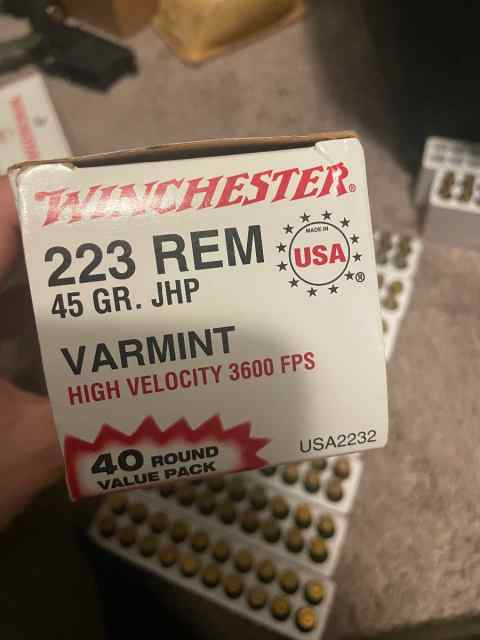 WINCHESTER®
223 REM
45 GR. JHP
MADE IN
USA
®
VARMINT
HIGH VELOCITY 3600 FPS
40 ROUND
VALUE PACK
USA2232